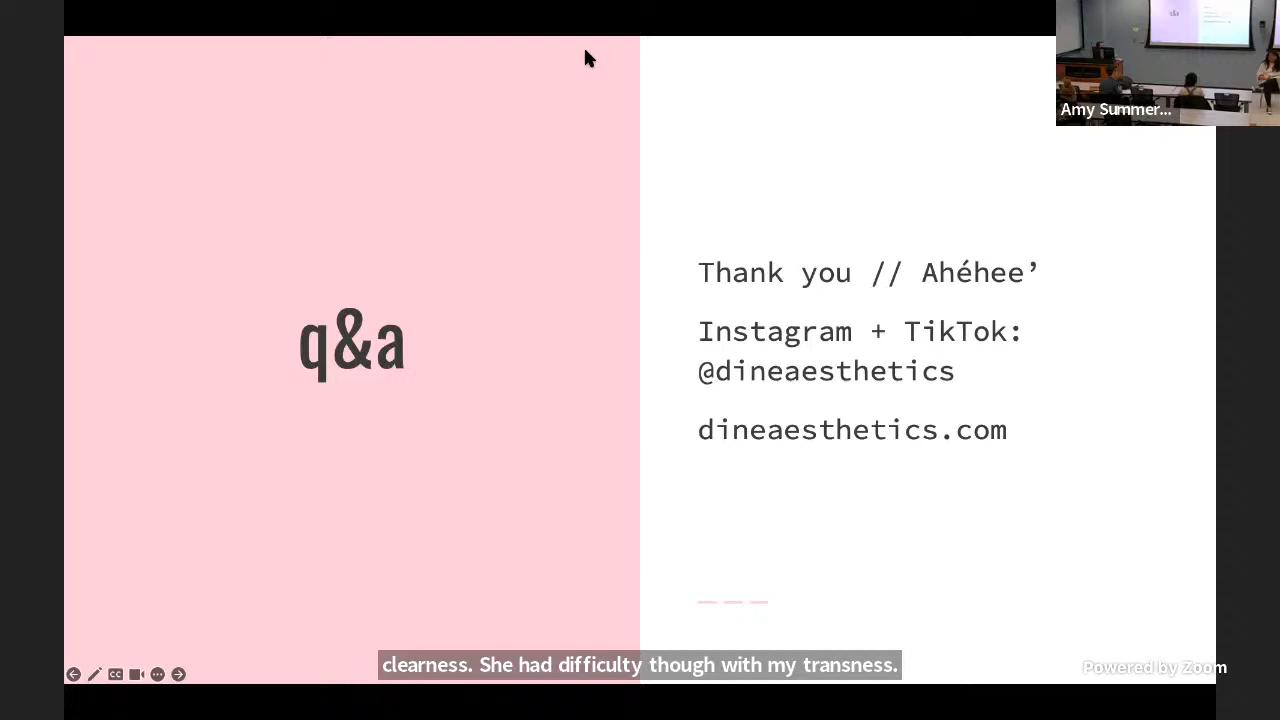 q&a
Thank you // Ahéhee’
Instagram + TikTok:
@dineaesthetics
dineaesthetics.com
Amy Summer...
clearness. She had difficulty though with my transness.
Powered by Zoom